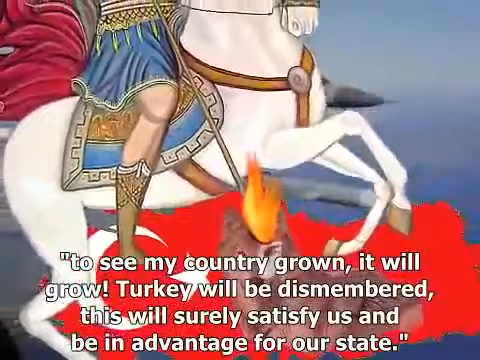 "to see my country grown, it will
grow! Turkey will be dismembered,
this will surely satisfy us and
be in advantage for our state."